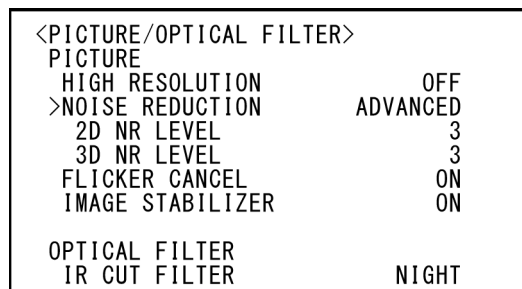 <PICTURE/OPTICAL FILTER>
PICTURE
HIGH RESOLUTION OFF
>NOISE REDUCTION ADVANCED
2D NR LEVEL 3
3D NR LEVEL 3
FLICKER CANCEL ON
IMAGE STABILIZER ON
OPTICAL FILTER
IR CUT FILTER NIGHT